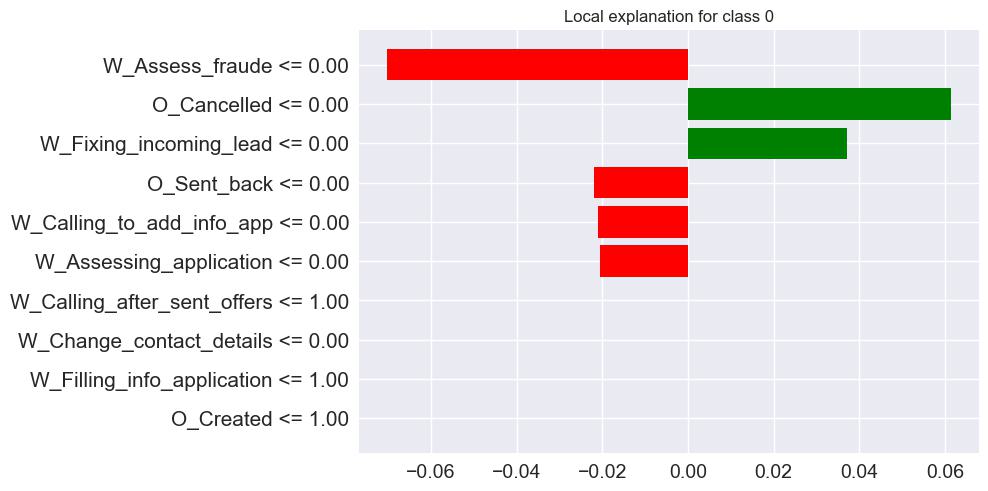 Local explanation for class 0
W_Assess_fraude <= 0.00
O_Cancelled <= 0.00
W_Fixing_incoming_lead <= 0.00
O_Sent_back <= 0.00
W_Calling_to_add_info_app <= 0.00
W_Assessing_application <= 0.00
W_Calling_after_sent_offers <= 1.00
W_Change_contact_details <= 0.00
W_Filling_info_application <= 1.00
O_Created <= 1.00
−0.06 −0.04 −0.02 0.00 0.02 0.04 0.06